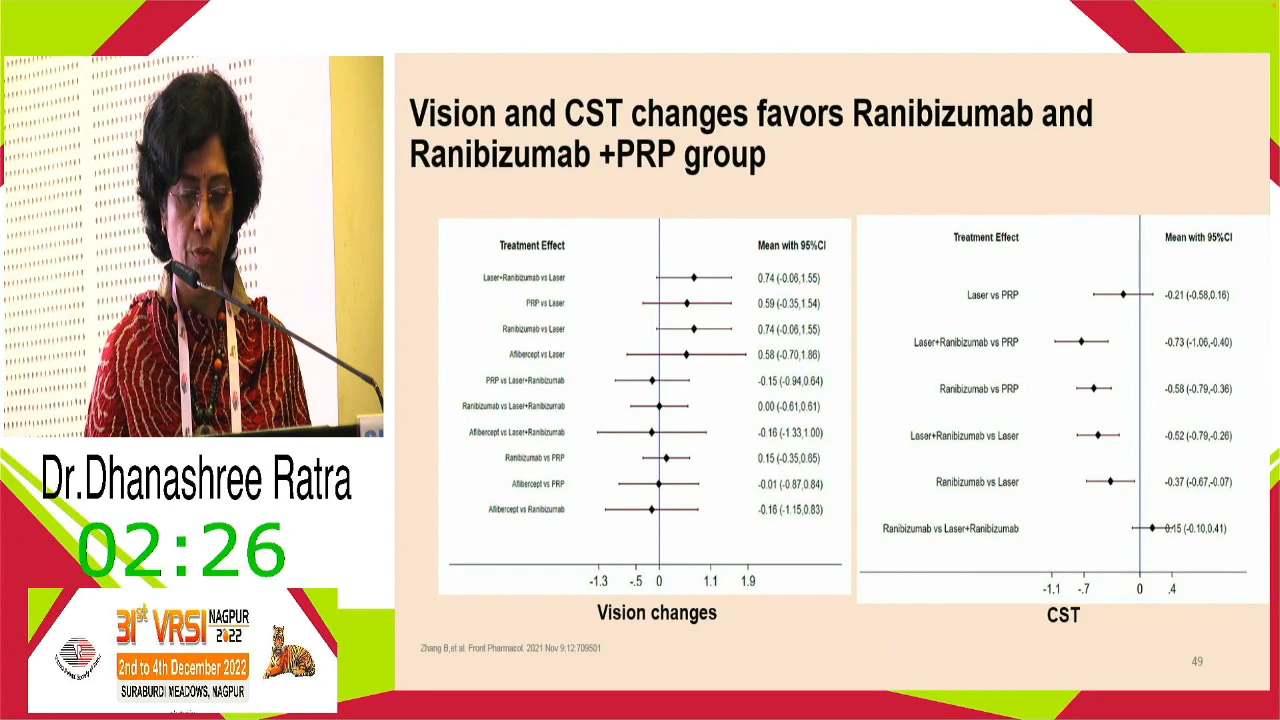 Vision and CST changes favors Ranibizumab and
Ranibizumab +PRP group
Treatment Effect
Mean with 95%CI
Laser+Ranibizumab vs Laser
0.74 (-0.06,1.55)
PRP vs Laser
0.59 (-0.35,1.54)
Ranibizumab vs Laser
0.74 (-0.06,1.55)
Aflibercept vs Laser
0.58 (-0.70,1.86)
PRP vs Laser+Ranibizumab
-0.15 (-0.94,0.64)
Ranibizumab vs Laser+Ranibizumab
0.00 (-0.61,0.61)
Aflibercept vs Laser+Ranibizumab
-0.16 (-1.33,1.00)
Ranibizumab vs PRP
0.15 (-0.35,0.65)
Aflibercept vs PRP
-0.01 (-0.87,0.84)
Aflibercept vs Ranibizumab
-0.16 (-1.15,0.83)
-1.3 -.5 0 1.1 1.9
Vision changes
Treatment Effect
Mean with 95%CI
Laser vs PRP
-0.21 (-0.58,0.16)
Laser+Ranibizumab vs PRP
-0.73 (-1.06,-0.40)
Ranibizumab vs PRP
-0.58 (-0.79,-0.36)
Laser+Ranibizumab vs Laser
-0.52 (-0.79,-0.26)
Ranibizumab vs Laser
-0.37 (-0.67,-0.07)
Ranibizumab vs Laser+Ranibizumab
0.15 (-0.10,0.41)
-1.1 -.7 0 .4
CST
Zhang B,et al. Front Pharmacol. 2021 Nov 9;12:709501
49
Dr.Dhanashree Ratra
02:26
31st VRSI NAGPUR
2022
2nd to 4th December 2022
SURABURDI MEADOWS, NAGPUR